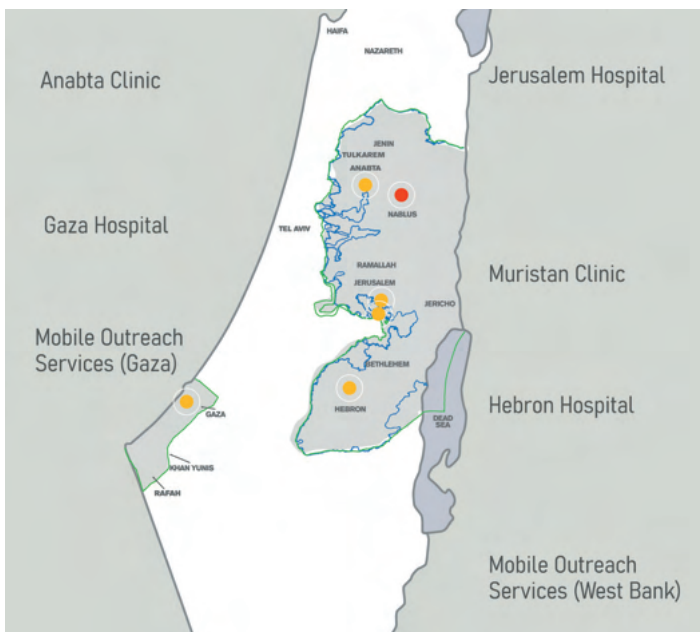 HAIFA
NAZARETH
Anabta Clinic
Jerusalem Hospital
JENIN
TULKAREM
ANABTA
NABLUS
Gaza Hospital
TEL AVIV
RAMALLAH
Muristan Clinic
JERUSALEM
JERICHO
Mobile Outreach
Services (Gaza)
BETHLEHEM
HEBRON
Hebron Hospital
GAZA
DEAD
SEA
KHAN YUNIS
RAFAH
Mobile Outreach
Services (West Bank)